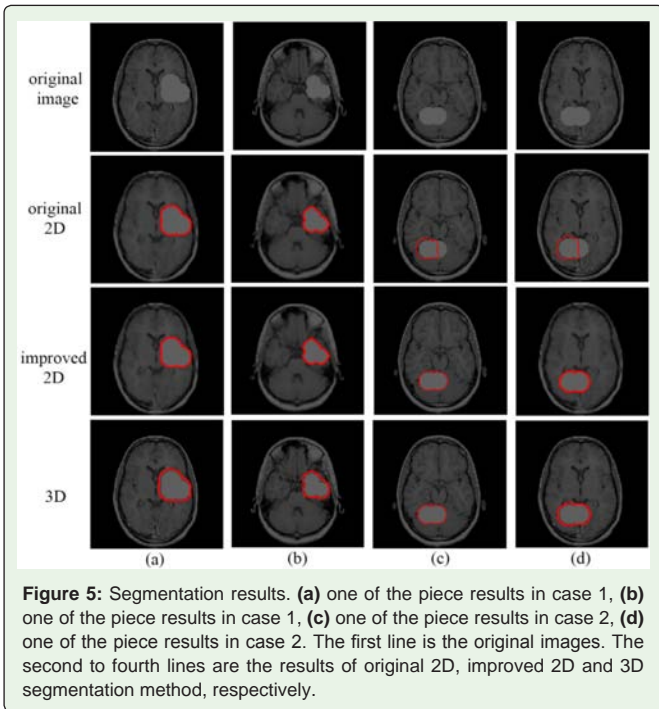 original
image
original
2D
improved
2D
3D
(a) (b) (c) (d)
Figure 5: Segmentation results. (a) one of the piece results in case 1, (b)
one of the piece results in case 1, (c) one of the piece results in case 2, (d)
one of the piece results in case 2. The first line is the original images. The
second to fourth lines are the results of original 2D, improved 2D and 3D
segmentation method, respectively.